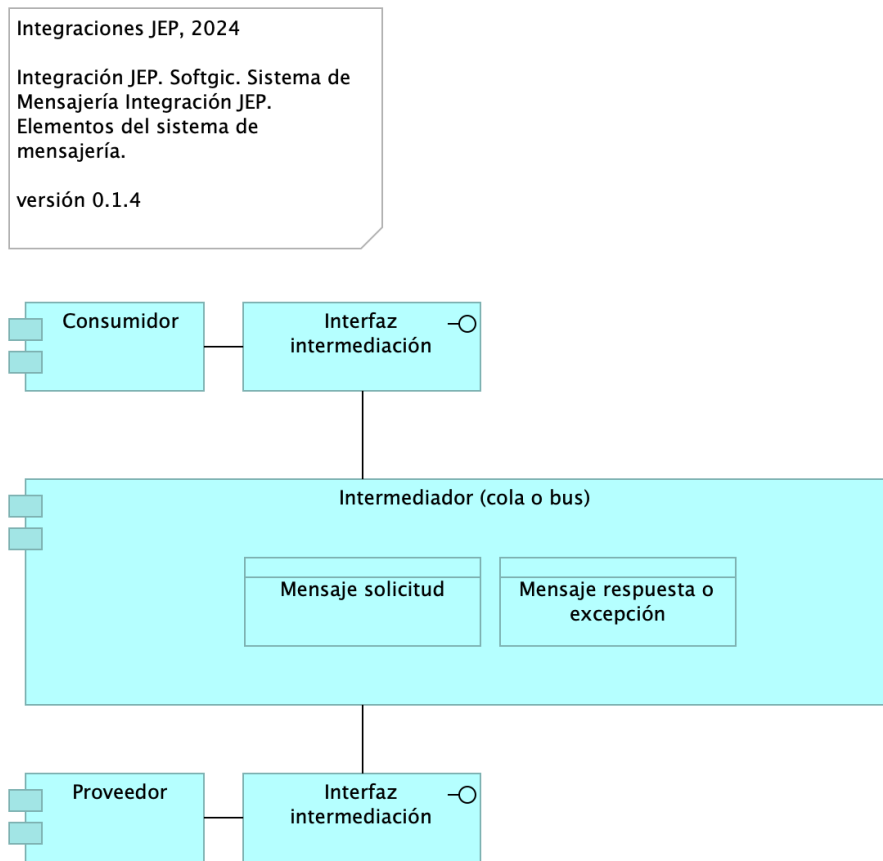 Integraciones JEP, 2024
Integración JEP. Softgic. Sistema de
Mensajería Integración JEP.
Elementos del sistema de
mensajería.
versión 0.1.4
Consumidor
Interfaz
intermediación
Intermediador (cola o bus)
Mensaje solicitud
Mensaje respuesta o
excepción
Proveedor
Interfaz
intermediación